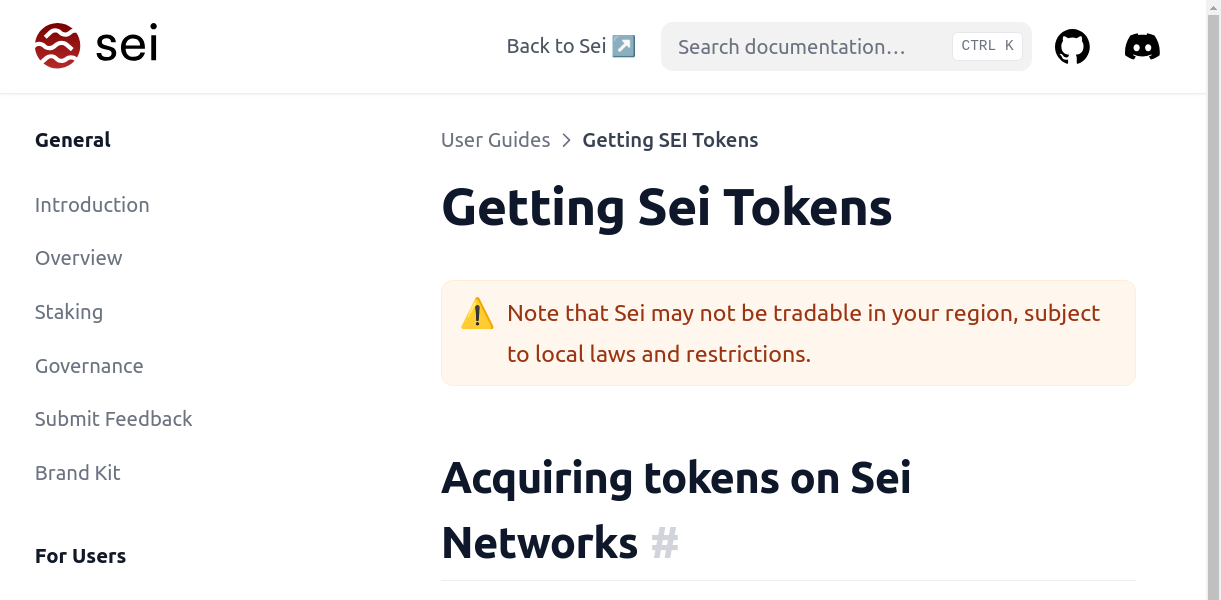 sei
Back to Sei ↗️
Search documentation…
CTRL K
General
Introduction
Overview
Staking
Governance
Submit Feedback
Brand Kit
For Users
User Guides > Getting SEI Tokens
Getting Sei Tokens
⚠️ Note that Sei may not be tradable in your region, subject
to local laws and restrictions.
Acquiring tokens on Sei
Networks #